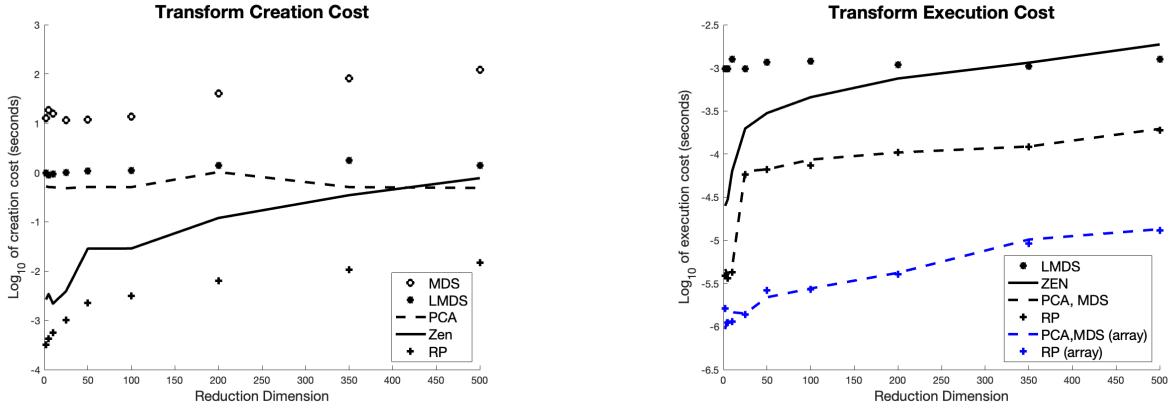 Transform Creation Cost
Log10 of creation cost (seconds)
3
2
1
0
-1
-2
-3
-4
0
50
100
150
200
250
300
350
400
450
500
Reduction Dimension
MDS
LMDS
PCA
Zen
RP
Transform Execution Cost
Log10 of execution cost (seconds)
-2.5
-3
-3.5
-4
-4.5
-5
-5.5
-6
-6.5
0
50
100
150
200
250
300
350
400
450
500
Reduction Dimension
LMDS
ZEN
PCA, MDS
RP
PCA,MDS (array)
RP (array)